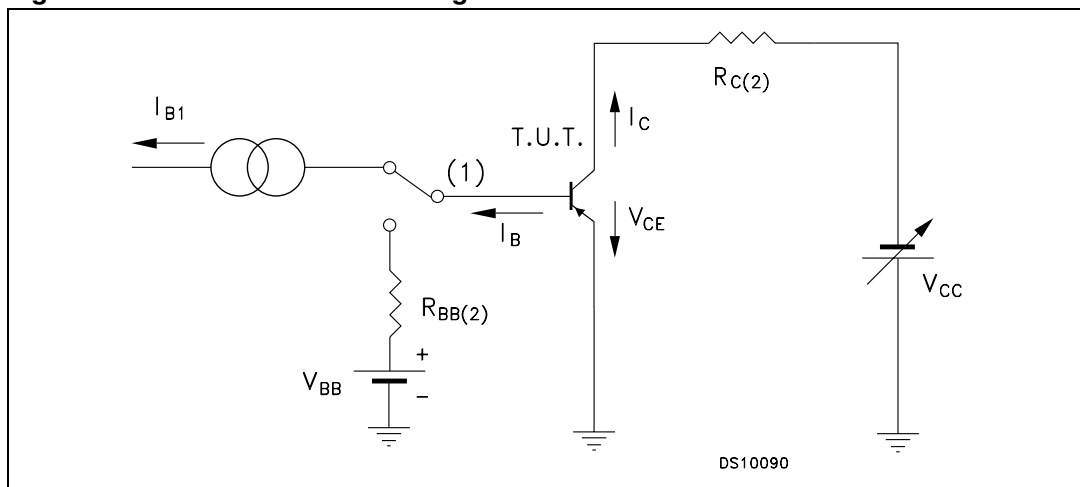 R_C(2)
I_B1
I_C
T.U.T.
(1)
V_CE
I_B
V_CC
R_BB(2)
+
V_BB
−
DS10090